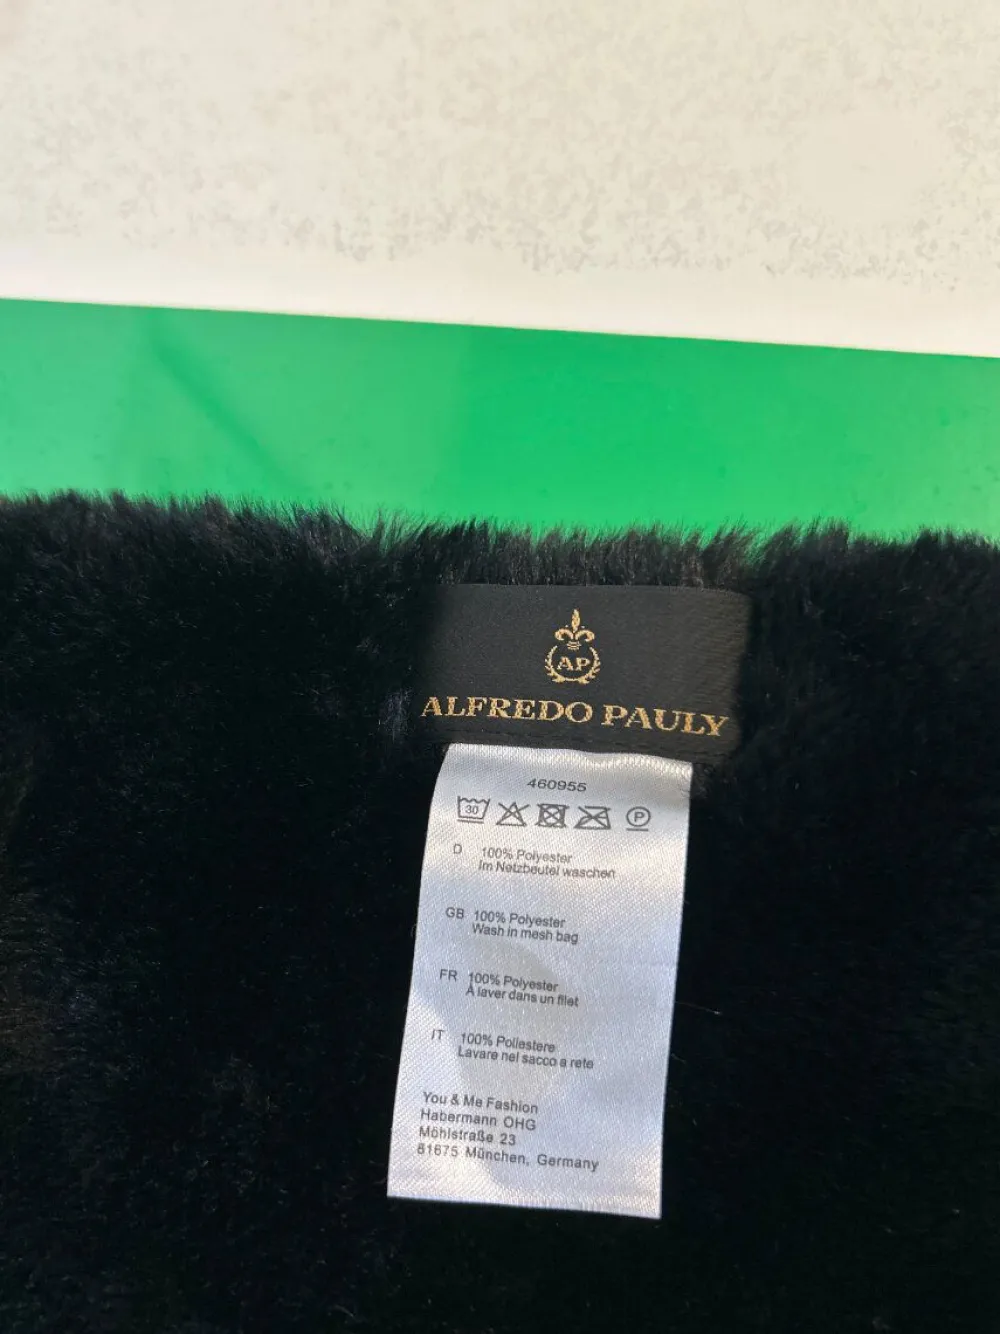 AP
ALFREDO PAULY
460955
30 P
D 100% Polyester
Im Netzbeutel waschen
GB 100% Polyester
Wash in mesh bag
FR 100% Polyester
À laver dans un filet
IT 100% Poliestere
Lavare nel sacco a rete
You & Me Fashion
Habermann OHG
Möhlstraße 23
81675 München, Germany